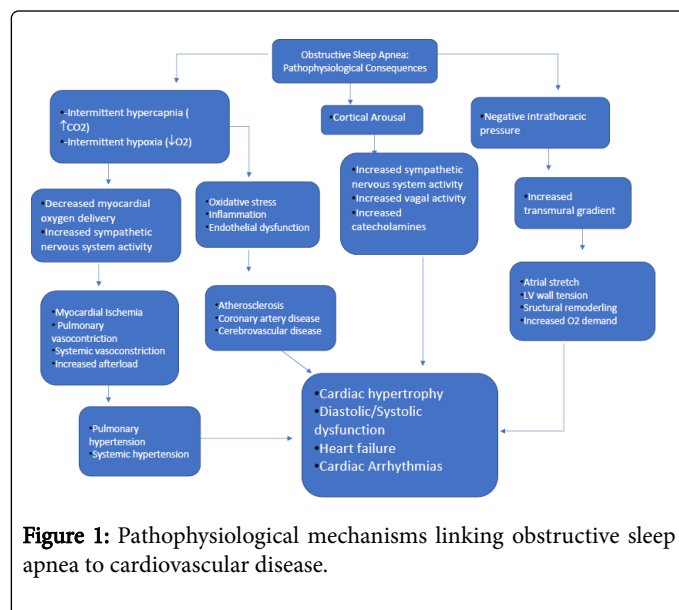 Obstructive Sleep Apnea:
Pathophysiological Consequences
•-Intermittent hypercapnia (
↑CO2)
•-Intermittent hypoxia (↓O2)
•Cortical Arousal
•Negative intrathoracic
pressure
•Decreased myocardial
oxygen delivery
•Increased sympathetic
nervous system activity
•Oxidative stress
•Inflammation
•Endothelial dysfunction
•Increased sympathetic
nervous system activity
•Increased vagal activity
•Increased
catecholamines
•Increased
transmural gradient
•Myocardial Ischemia
• Pulmonary
vasocontriction
•Systemic vasoconstriction
•Increased afterload
•Atherosclerosis
•Coronary artery disease
•Cerebrovascular disease
•Atrial stretch
•LV wall tension
•Sructural remoderling
•Increased O2 demand
•Pulmonary
hypertension
•Systemic hypertension
•Cardiac hypertrophy
•Diastolic/Systolic
dysfunction
•Heart failure
•Cardiac Arrhythmias
Figure 1: Pathophysiological mechanisms linking obstructive sleep
apnea to cardiovascular disease.